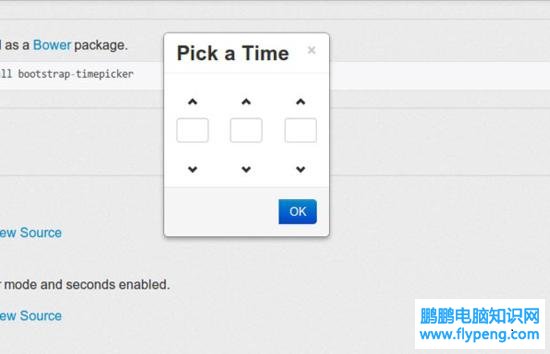 l as a Bower package.
ll bootstrap-timepicker
Pick a Time ×
OK
ew Source
r mode and seconds enabled.
ew Source
鹏鹏电脑知识网
www.flypeng.com